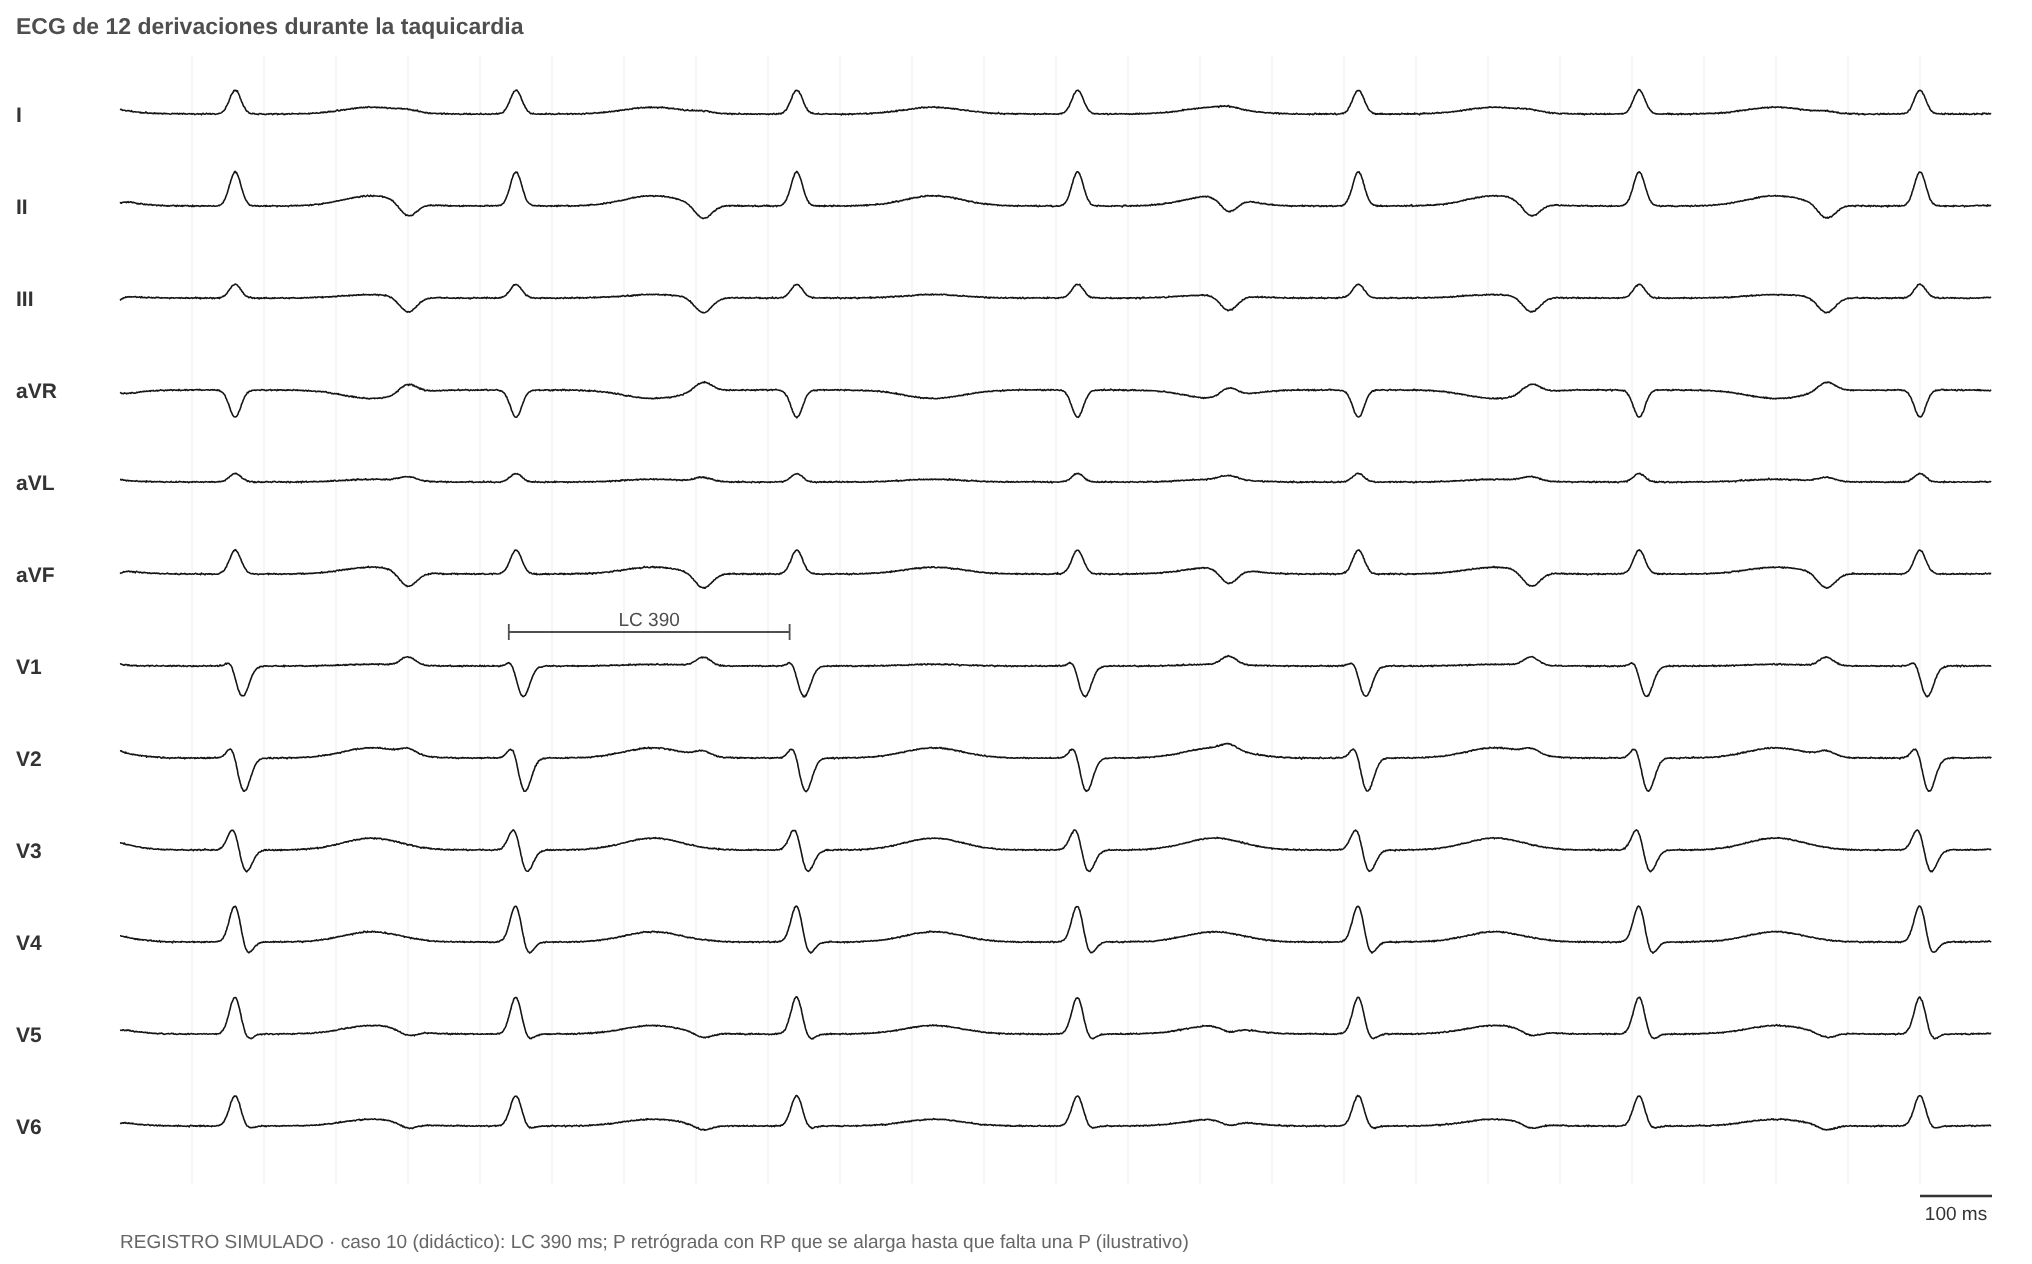 ECG de 12 derivaciones durante la taquicardia
I
II
III
aVR
aVL
aVF
LC 390
V1
V2
V3
V4
V5
V6
100 ms
REGISTRO SIMULADO · caso 10 (didáctico): LC 390 ms; P retrógrada con RP que se alarga hasta que falta una P (ilustrativo)